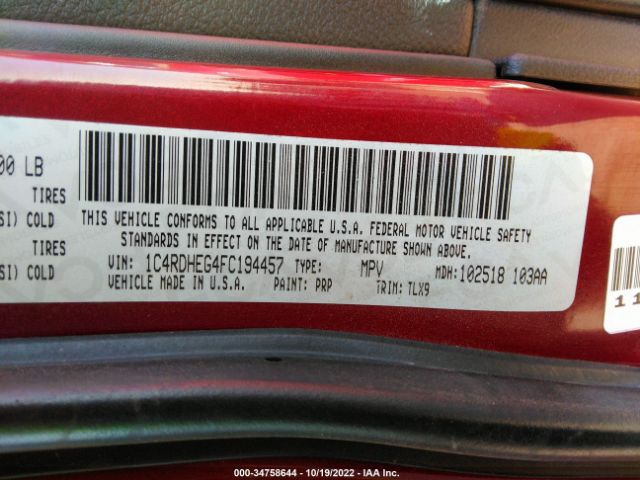 00 LB
TIRES
SI) COLD
TIRES
SI) COLD
THIS VEHICLE CONFORMS TO ALL APPLICABLE U.S.A. FEDERAL MOTOR VEHICLE SAFETY
STANDARDS IN EFFECT ON THE DATE OF MANUFACTURE SHOWN ABOVE.
VIN: 1C4RDHEG4FC194457 TYPE: MPV MDH:102518 103AA
VEHICLE MADE IN U.S.A. PAINT: PRP TRIM: TLX9
11
000-34758644 - 10/19/2022 - IAA Inc.